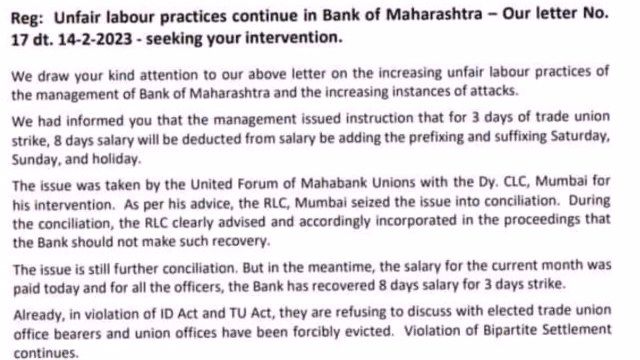 Reg: Unfair labour practices continue in Bank of Maharashtra – Our letter No.
17 dt. 14-2-2023 - seeking your intervention.
We draw your kind attention to our above letter on the increasing unfair labour practices of
the management of Bank of Maharashtra and the increasing instances of attacks.
We had informed you that the management issued instruction that for 3 days of trade union
strike, 8 days salary will be deducted from salary be adding the prefixing and suffixing Saturday,
Sunday, and holiday.
The issue was taken by the United Forum of Mahabank Unions with the Dy. CLC, Mumbai for
his intervention. As per his advice, the RLC, Mumbai seized the issue into conciliation. During
the conciliation, the RLC clearly advised and accordingly incorporated in the proceedings that
the Bank should not make such recovery.
The issue is still further conciliation. But in the meantime, the salary for the current month was
paid today and for all the officers, the Bank has recovered 8 days salary for 3 days strike.
Already, in violation of ID Act and TU Act, they are refusing to discuss with elected trade union
office bearers and union offices have been forcibly evicted. Violation of Bipartite Settlement
continues.